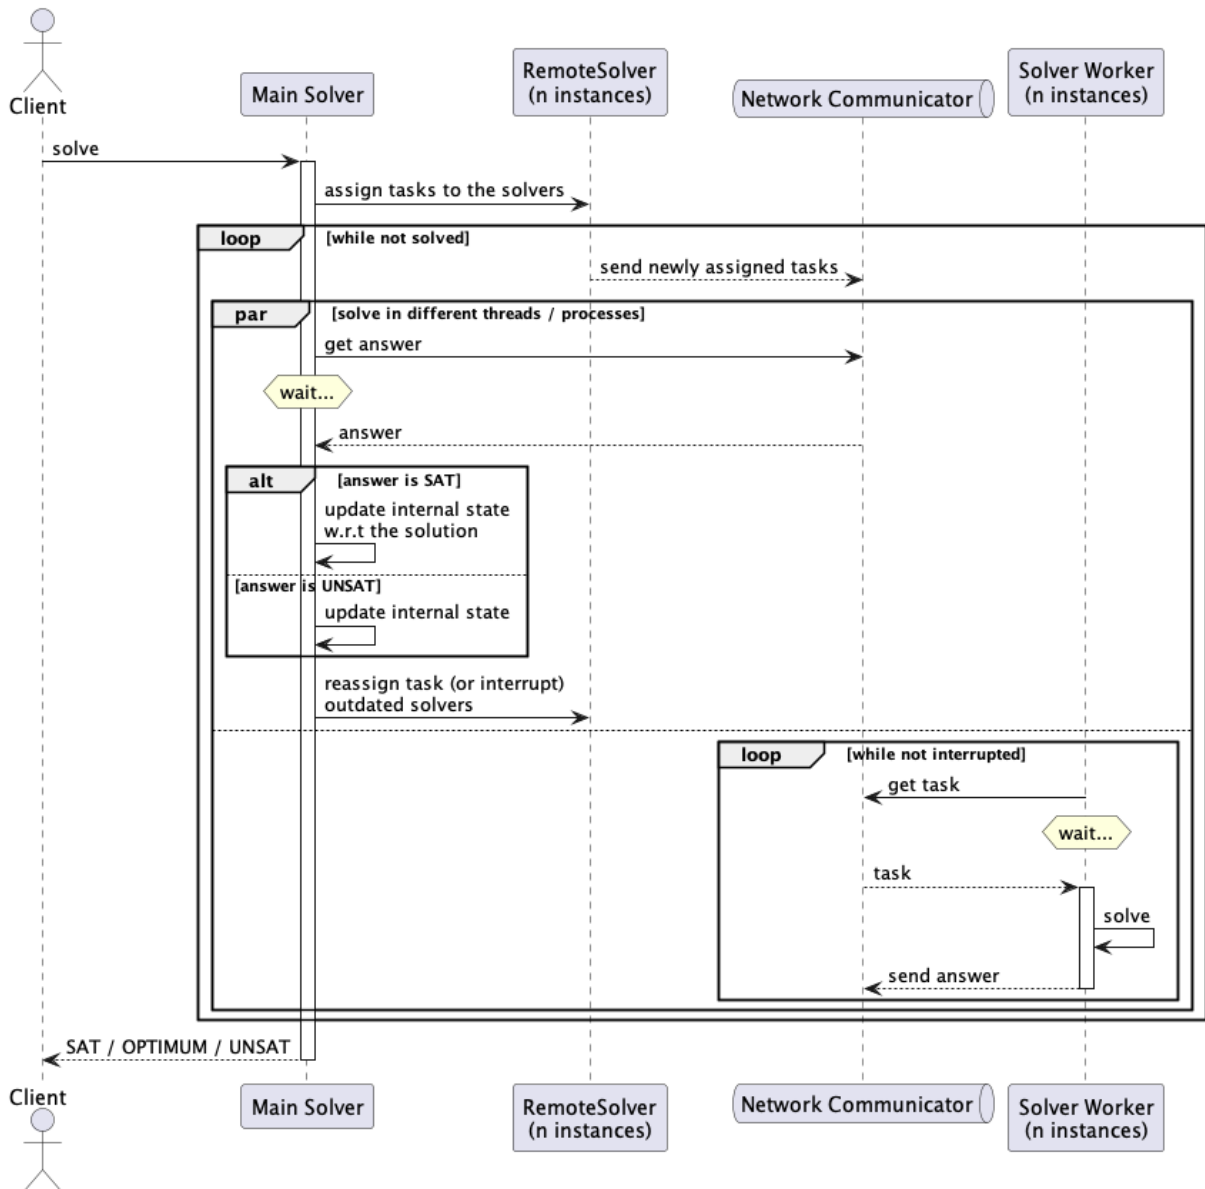 Client
Main Solver
RemoteSolver
(n instances)
Network Communicator
Solver Worker
(n instances)
solve
assign tasks to the solvers
loop
[while not solved]
send newly assigned tasks
par
[solve in different threads / processes]
get answer
wait...
answer
alt
[answer is SAT]
update internal state
w.r.t the solution
[answer is UNSAT]
update internal state
reassign task (or interrupt)
outdated solvers
loop
[while not interrupted]
get task
wait...
task
solve
send answer
SAT / OPTIMUM / UNSAT
Client
Main Solver
RemoteSolver
(n instances)
Network Communicator
Solver Worker
(n instances)